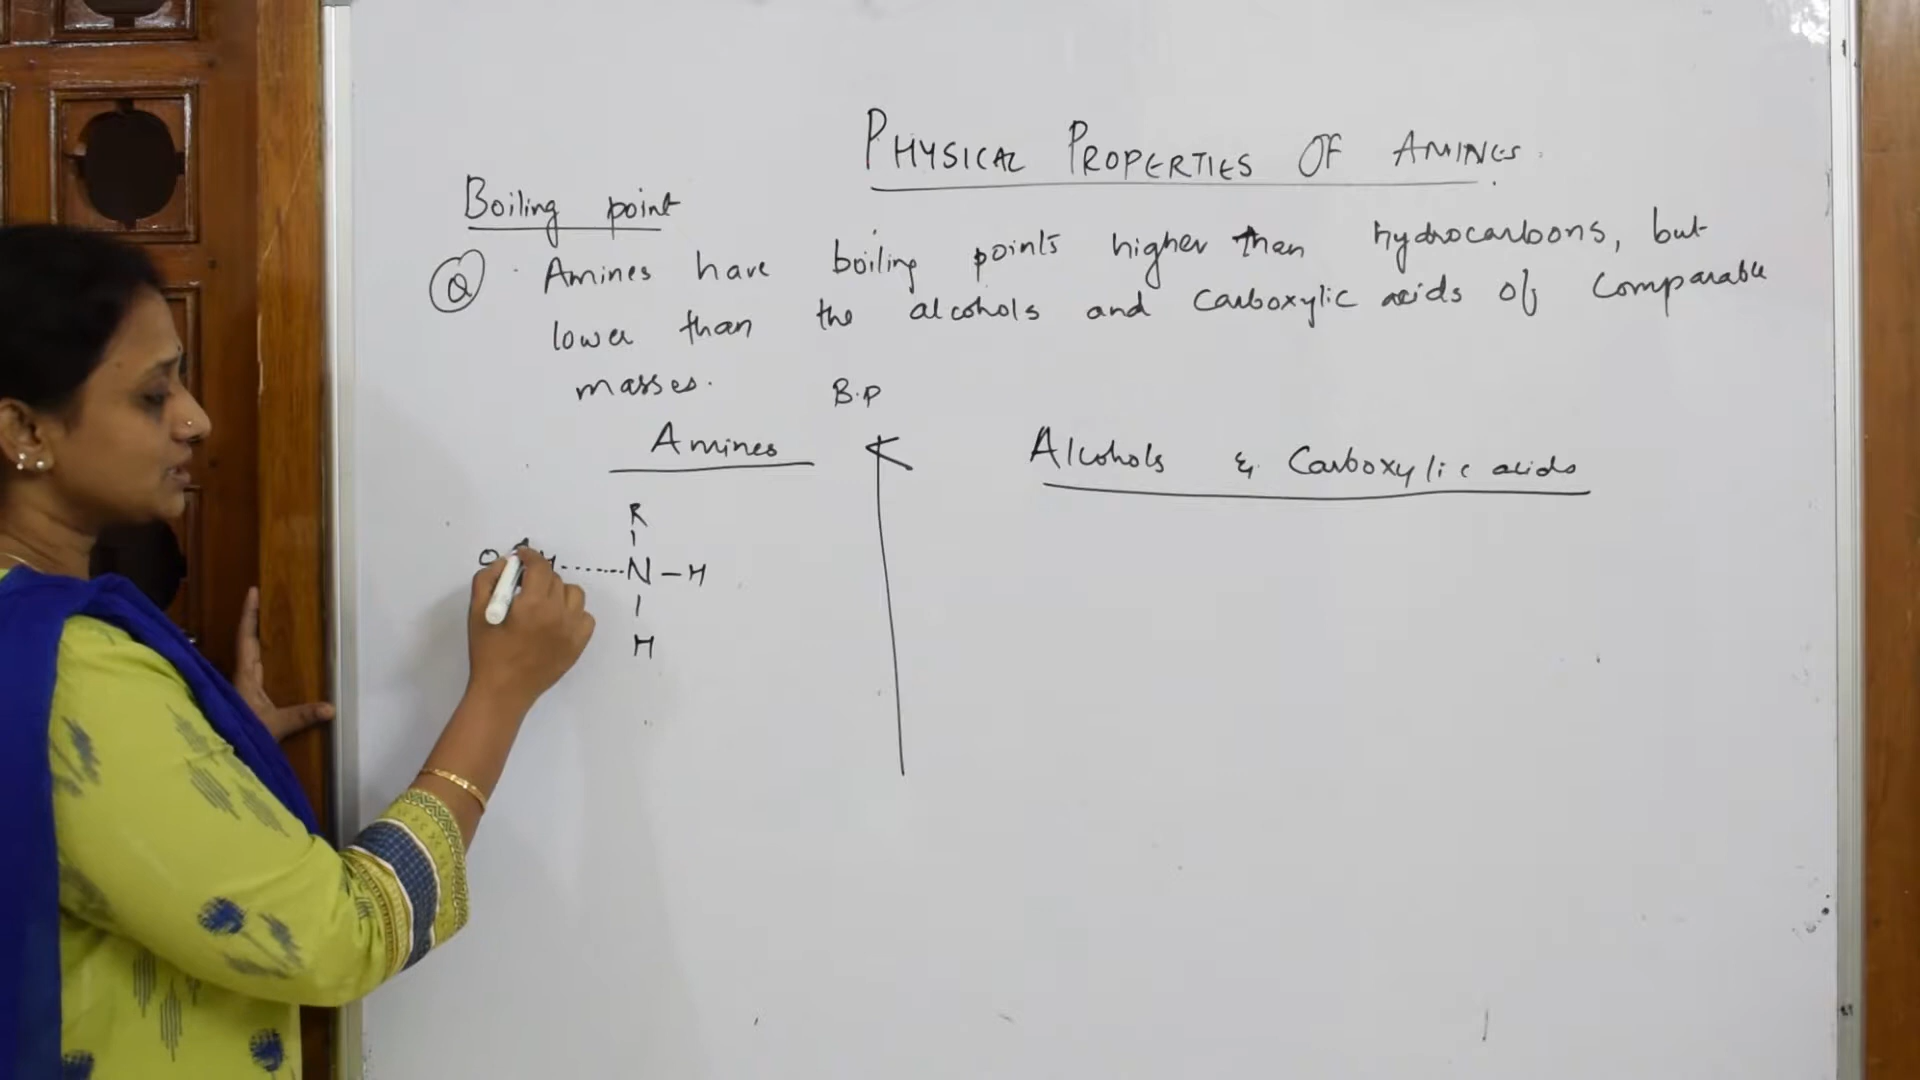 PHYSICAL PROPERTIES OF AMINES
Boiling point
Q Amines have boiling points higher than hydrocarbons, but
lower than the alcohols and Carboxylic acids of Comparable
masses.
B.P
Amines < Alcohols & Carboxylic acids
R
H......N-H
H